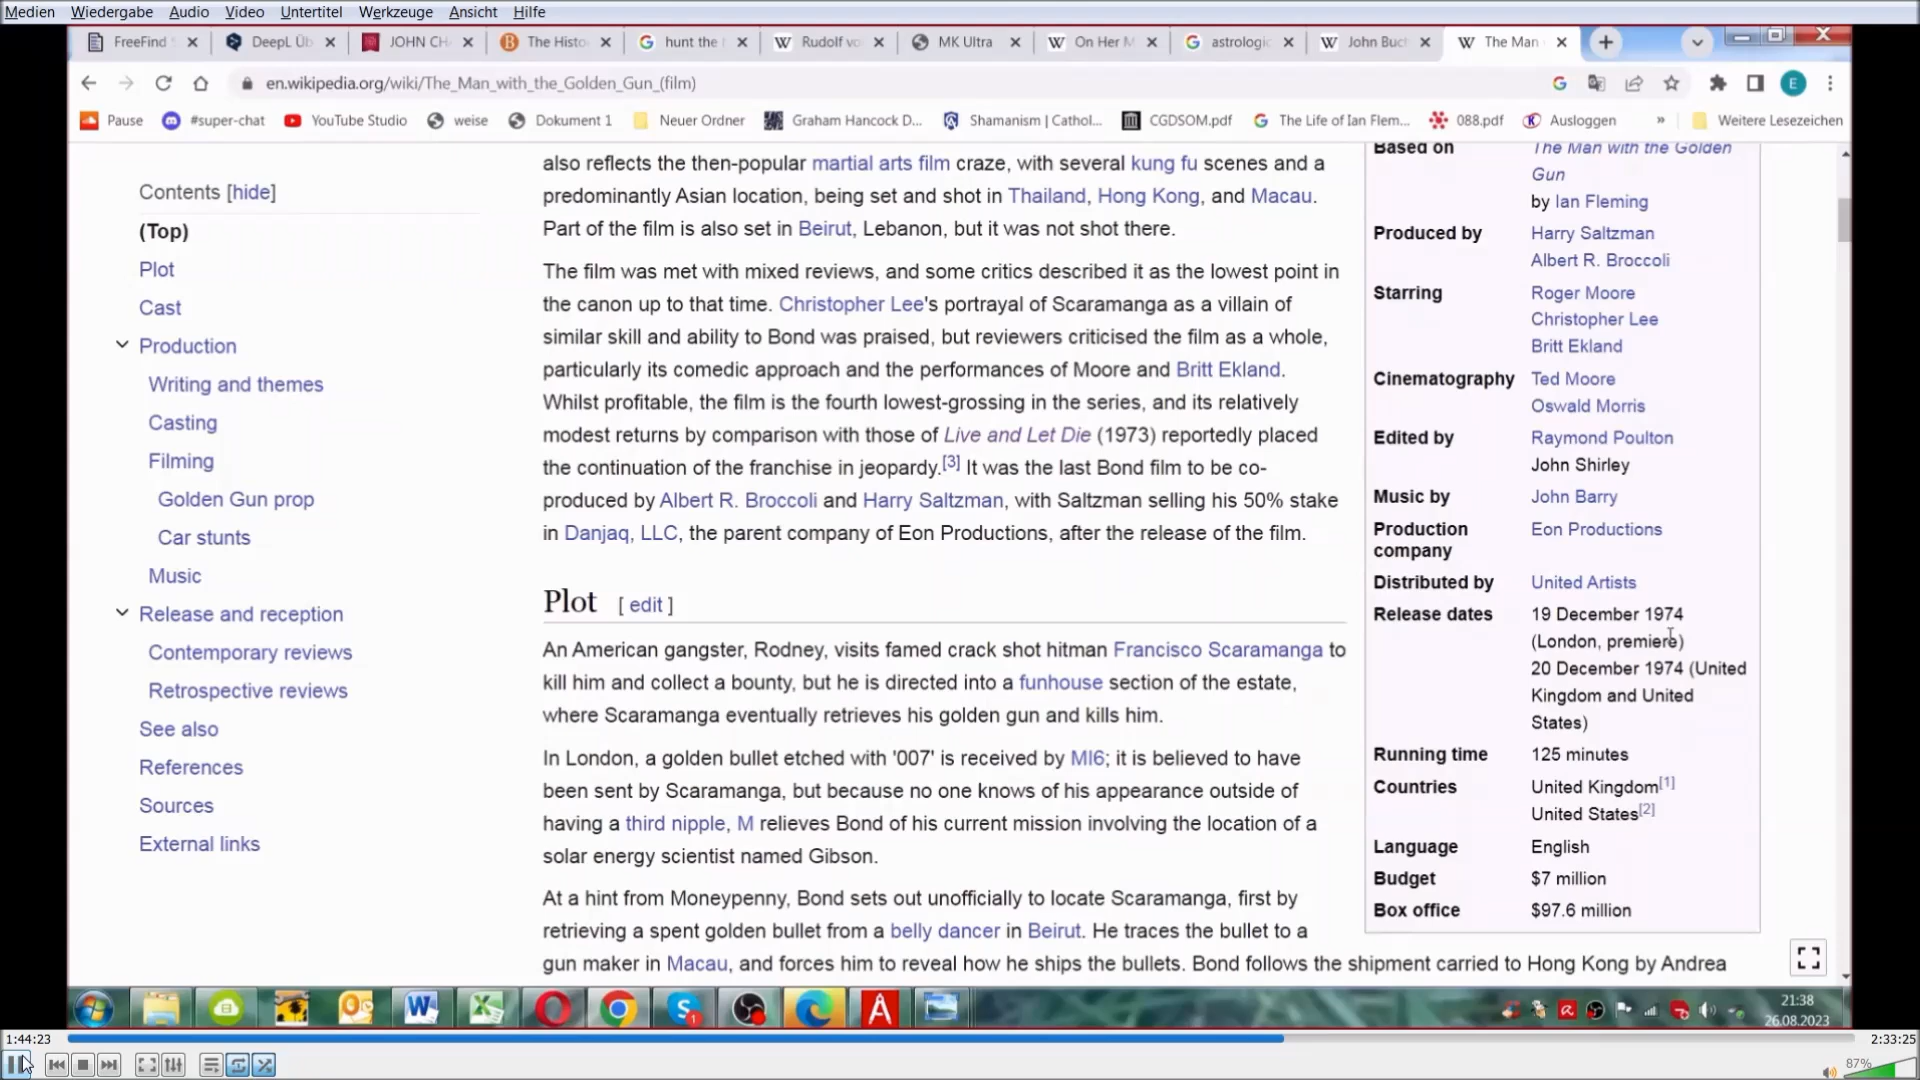 Medien Wiedergabe Audio Video Untertitel Werkzeuge Ansicht Hilfe
FreeFind DeepL Üb JOHN CH The Histo hunt the Rudolf vo MK Ultra On Her M astrologic John Buch The Man
en.wikipedia.org/wiki/The_Man_with_the_Golden_Gun_(film)
Pause #super-chat YouTube Studio weise Dokument 1 Neuer Ordner Graham Hancock D... Shamanism | Cathol... CGDSOM.pdf The Life of Ian Flem... 088.pdf Ausloggen » Weitere Lesezeichen
Contents [hide]
(Top)
Plot
Cast
Production
Writing and themes
Casting
Filming
Golden Gun prop
Car stunts
Music
Release and reception
Contemporary reviews
Retrospective reviews
See also
References
Sources
External links
also reflects the then-popular martial arts film craze, with several kung fu scenes and a
predominantly Asian location, being set and shot in Thailand, Hong Kong, and Macau.
Part of the film is also set in Beirut, Lebanon, but it was not shot there.
The film was met with mixed reviews, and some critics described it as the lowest point in
the canon up to that time. Christopher Lee's portrayal of Scaramanga as a villain of
similar skill and ability to Bond was praised, but reviewers criticised the film as a whole,
particularly its comedic approach and the performances of Moore and Britt Ekland.
Whilst profitable, the film is the fourth lowest-grossing in the series, and its relatively
modest returns by comparison with those of Live and Let Die (1973) reportedly placed
the continuation of the franchise in jeopardy.[3] It was the last Bond film to be co-
produced by Albert R. Broccoli and Harry Saltzman, with Saltzman selling his 50% stake
in Danjaq, LLC, the parent company of Eon Productions, after the release of the film.
Plot [ edit ]
An American gangster, Rodney, visits famed crack shot hitman Francisco Scaramanga to
kill him and collect a bounty, but he is directed into a funhouse section of the estate,
where Scaramanga eventually retrieves his golden gun and kills him.
In London, a golden bullet etched with '007' is received by MI6; it is believed to have
been sent by Scaramanga, but because no one knows of his appearance outside of
having a third nipple, M relieves Bond of his current mission involving the location of a
solar energy scientist named Gibson.
At a hint from Moneypenny, Bond sets out unofficially to locate Scaramanga, first by
retrieving a spent golden bullet from a belly dancer in Beirut. He traces the bullet to a
gun maker in Macau, and forces him to reveal how he ships the bullets. Bond follows the shipment carried to Hong Kong by Andrea
Based on The Man with the Golden
Gun
by Ian Fleming
Produced by Harry Saltzman
Albert R. Broccoli
Starring Roger Moore
Christopher Lee
Britt Ekland
Cinematography Ted Moore
Oswald Morris
Edited by Raymond Poulton
John Shirley
Music by John Barry
Production Eon Productions
company
Distributed by United Artists
Release dates 19 December 1974
(London, premiere)
20 December 1974 (United
Kingdom and United
States)
Running time 125 minutes
Countries United Kingdom[1]
United States[2]
Language English
Budget $7 million
Box office $97.6 million
21:38
26.08.2023
1:44:23 2:33:25
87%